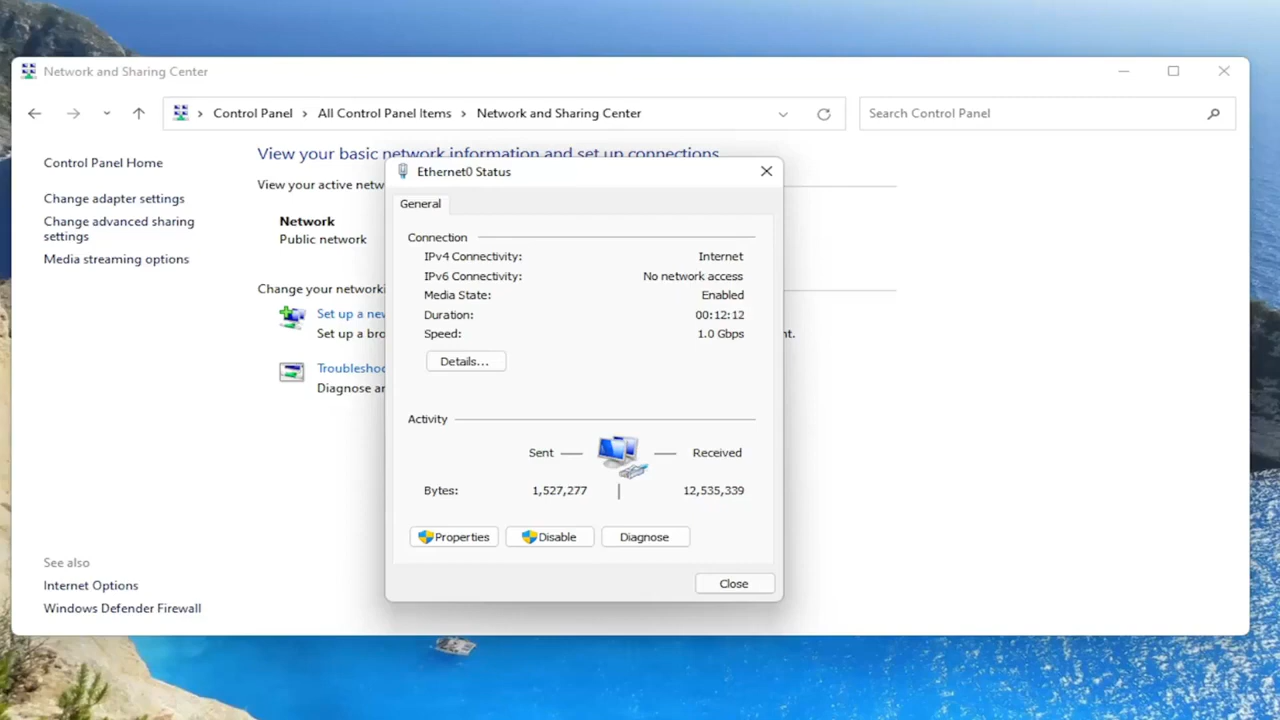 Network and Sharing Center
Control Panel > All Control Panel Items > Network and Sharing Center
Search Control Panel
Control Panel Home
Change adapter settings
Change advanced sharing
settings
Media streaming options
See also
Internet Options
Windows Defender Firewall
View your basic network information and set up connections
View your active netw
Network
Public network
Change your networki
Set up a new
Set up a bro
nt.
Troubleshoo
Diagnose an
Ethernet0 Status
General
Connection
IPv4 Connectivity: Internet
IPv6 Connectivity: No network access
Media State: Enabled
Duration: 00:12:12
Speed: 1.0 Gbps
Details...
Activity
Sent — — Received
Bytes: 1,527,277 | 12,535,339
Properties Disable Diagnose
Close